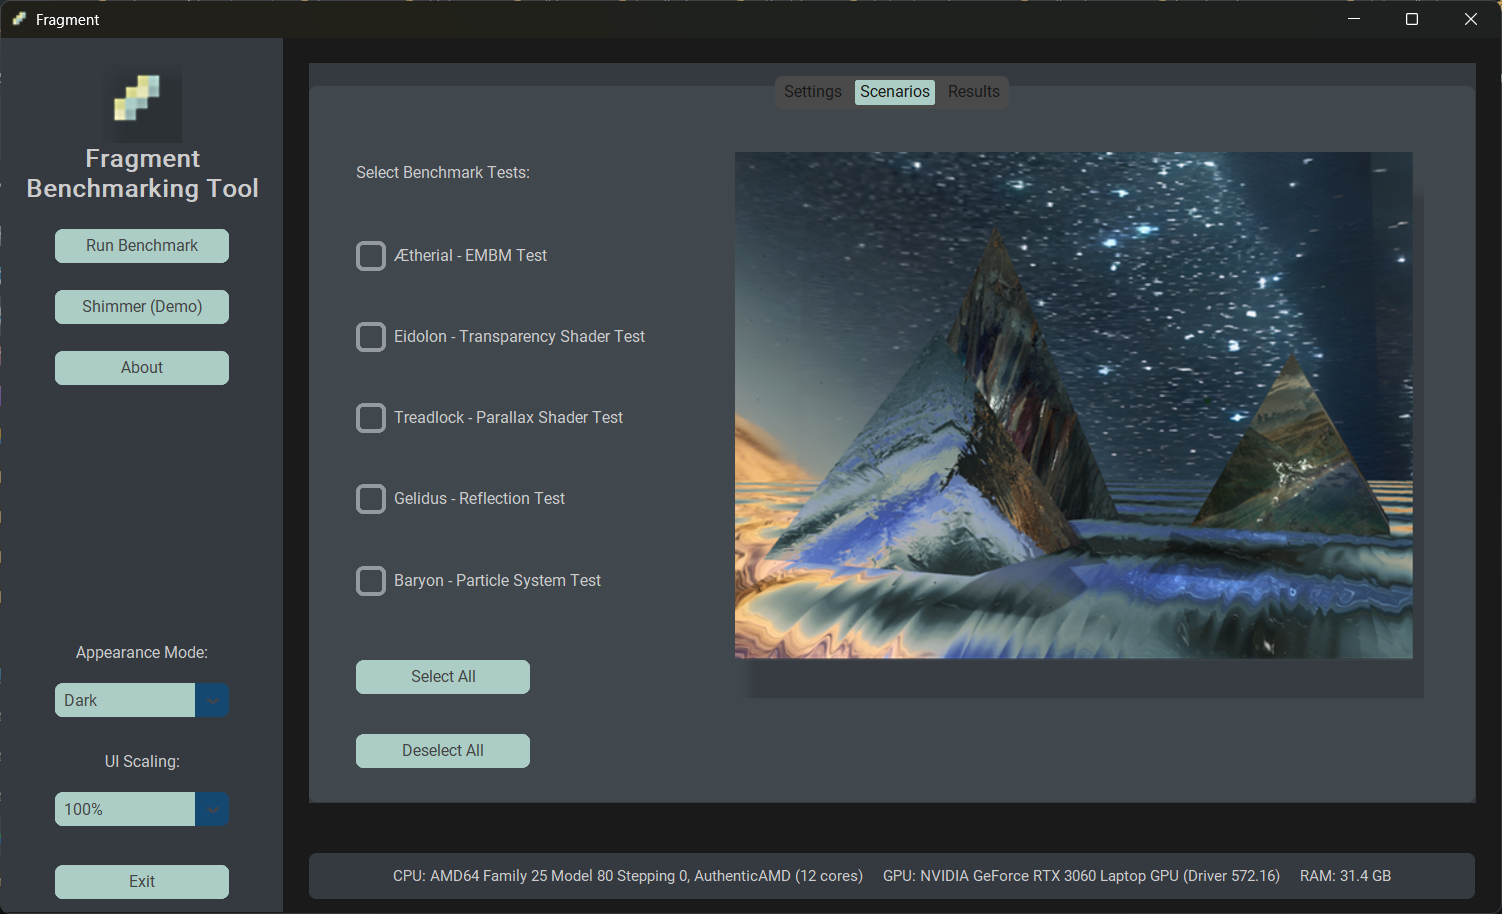 Fragment
Fragment
Benchmarking Tool
Run Benchmark
Shimmer (Demo)
About
Appearance Mode:
Dark
UI Scaling:
100%
Exit
Settings
Scenarios
Results
Select Benchmark Tests:
Ætherial - EMBM Test
Eidolon - Transparency Shader Test
Treadlock - Parallax Shader Test
Gelidus - Reflection Test
Baryon - Particle System Test
Select All
Deselect All
CPU: AMD64 Family 25 Model 80 Stepping 0, AuthenticAMD (12 cores) GPU: NVIDIA GeForce RTX 3060 Laptop GPU (Driver 572.16) RAM: 31.4 GB